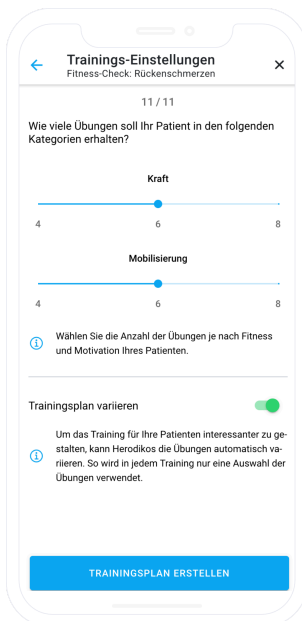 Trainings-Einstellungen
Fitness-Check: Rückenschmerzen
11 / 11
Wie viele Übungen soll Ihr Patient in den folgenden
Kategorien erhalten?
Kraft
4 6 8
Mobilisierung
4 6 8
Wählen Sie die Anzahl der Übungen je nach Fitness
und Motivation Ihres Patienten.
Trainingsplan variieren
Um das Training für Ihre Patienten interessanter zu ge-
stalten, kann Herodikos die Übungen automatisch va-
riieren. So wird in jedem Training nur eine Auswahl der
Übungen verwendet.
TRAININGSPLAN ERSTELLEN